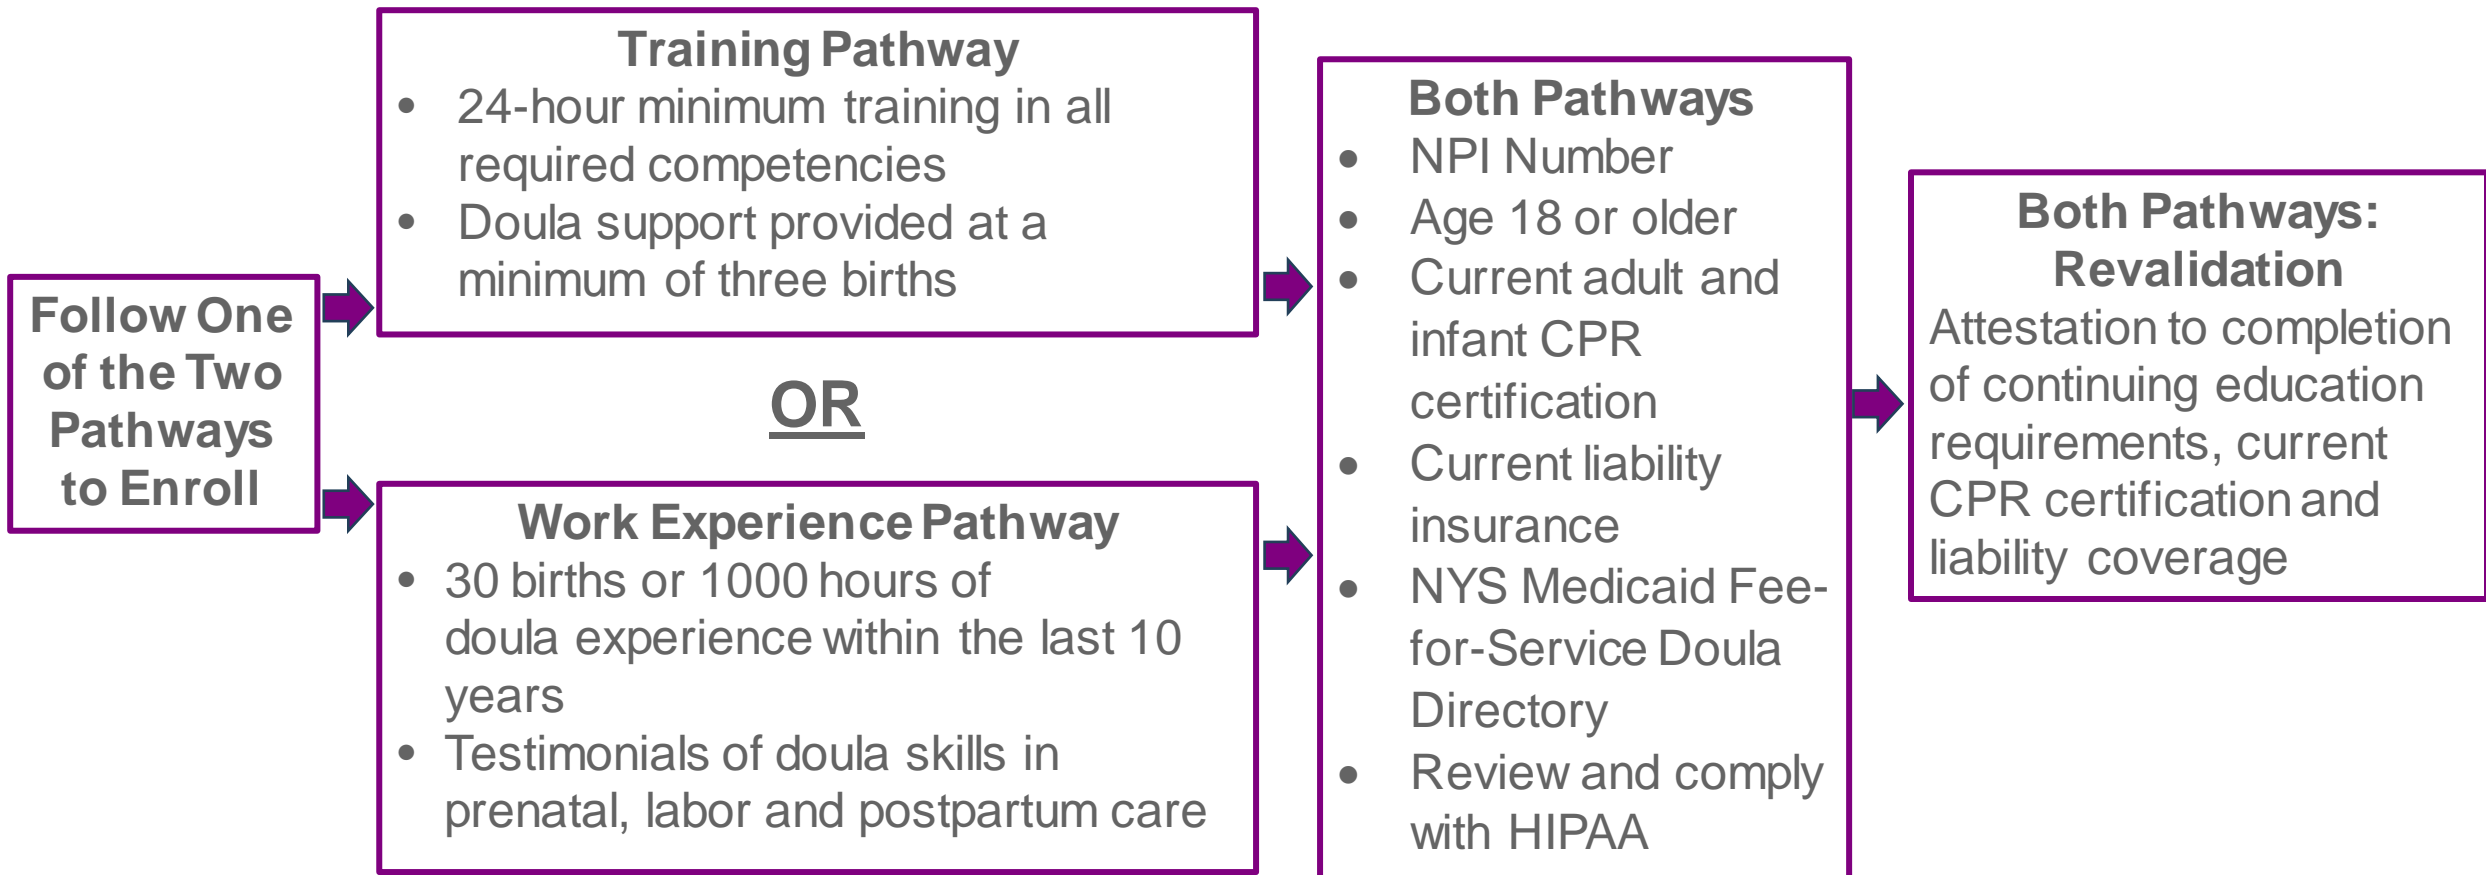 Follow One
of the Two
Pathways
to Enroll
Training Pathway
• 24-hour minimum training in all
required competencies
• Doula support provided at a
minimum of three births
OR
Work Experience Pathway
• 30 births or 1000 hours of
doula experience within the last 10
years
• Testimonials of doula skills in
prenatal, labor and postpartum care
Both Pathways
• NPI Number
• Age 18 or older
• Current adult and
infant CPR
certification
• Current liability
insurance
• NYS Medicaid Fee-
for-Service Doula
Directory
• Review and comply
with HIPAA
Both Pathways:
Revalidation
Attestation to completion
of continuing education
requirements, current
CPR certification and
liability coverage